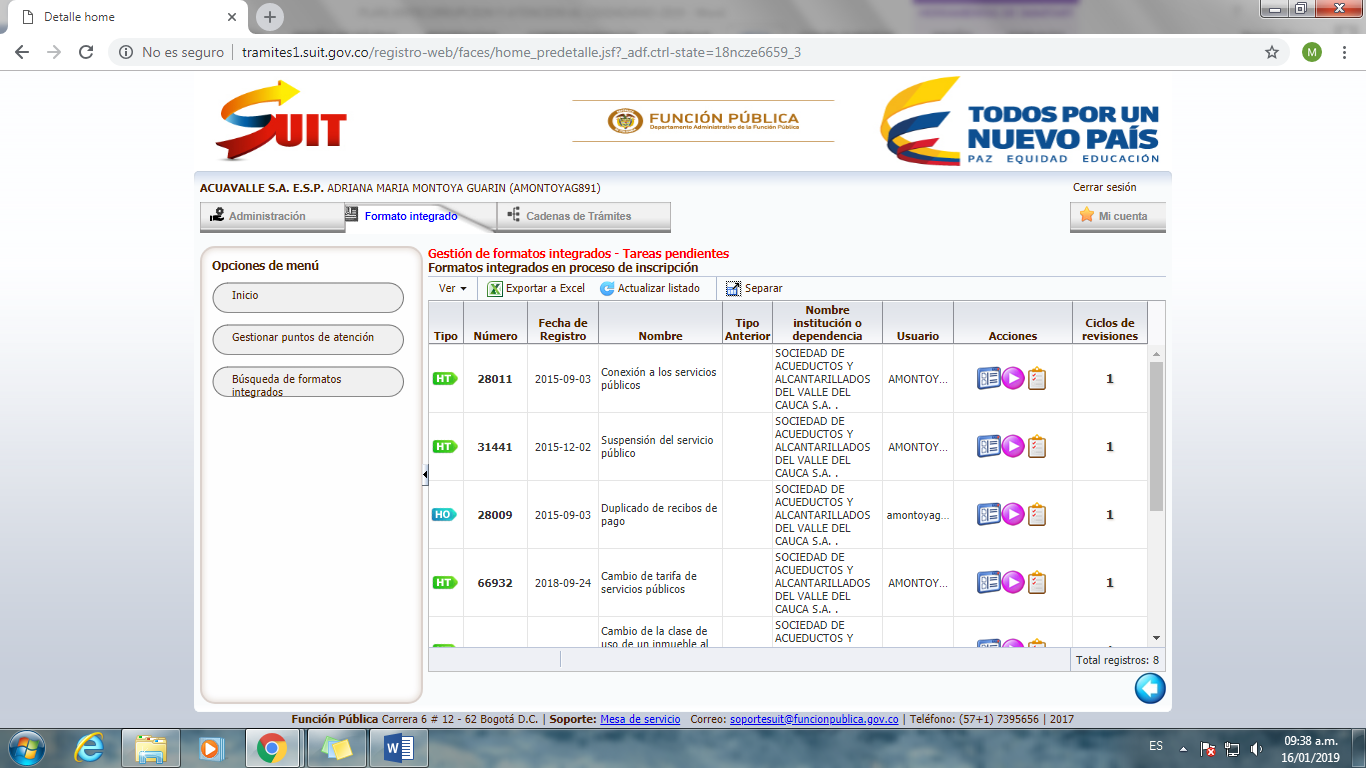 Detalle home
No es seguro tramites1.suit.gov.co/registro-web/faces/home_predetalle.jsf?_adf.ctrl-state=18ncze6659_3
M
SUIT
FUNCIÓN PÚBLICA
Departamento Administrativo de la Función Pública
TODOS POR UN
NUEVO PAÍS
PAZ EQUIDAD EDUCACIÓN
ACUAVALLE S.A. E.S.P. ADRIANA MARIA MONTOYA GUARIN (AMONTOYAG891)
Cerrar sesión
Administración
Formato integrado
Cadenas de Trámites
Mi cuenta
Opciones de menú
Inicio
Gestionar puntos de atención
Búsqueda de formatos
integrados
Gestión de formatos integrados - Tareas pendientes
Formatos integrados en proceso de inscripción
Ver Exportar a Excel Actualizar listado Separar
Tipo
Número
Fecha de
Registro
Nombre
Tipo
Anterior
Nombre
institución o
dependencia
Usuario
Acciones
Ciclos de
revisiones
HT
28011
2015-09-03
Conexión a los servicios
públicos
SOCIEDAD DE
ACUEDUCTOS Y
ALCANTARILLADOS
DEL VALLE DEL
CAUCA S.A. .
AMONTOY...
1
HT
31441
2015-12-02
Suspensión del servicio
público
SOCIEDAD DE
ACUEDUCTOS Y
ALCANTARILLADOS
DEL VALLE DEL
CAUCA S.A. .
AMONTOY...
1
HO
28009
2015-09-03
Duplicado de recibos de
pago
SOCIEDAD DE
ACUEDUCTOS Y
ALCANTARILLADOS
DEL VALLE DEL
CAUCA S.A. .
amontoyag...
1
HT
66932
2018-09-24
Cambio de tarifa de
servicios públicos
SOCIEDAD DE
ACUEDUCTOS Y
ALCANTARILLADOS
DEL VALLE DEL
CAUCA S.A. .
AMONTOY...
1
Cambio de la clase de
uso de un inmueble al
SOCIEDAD DE
ACUEDUCTOS Y
Total registros: 8
Función Pública Carrera 6 # 12 - 62 Bogotá D.C. | Soporte: Mesa de servicio Correo: soportesuit@funcionpublica.gov.co | Teléfono: (57+1) 7395656 | 2017
ES
09:38 a.m.
16/01/2019